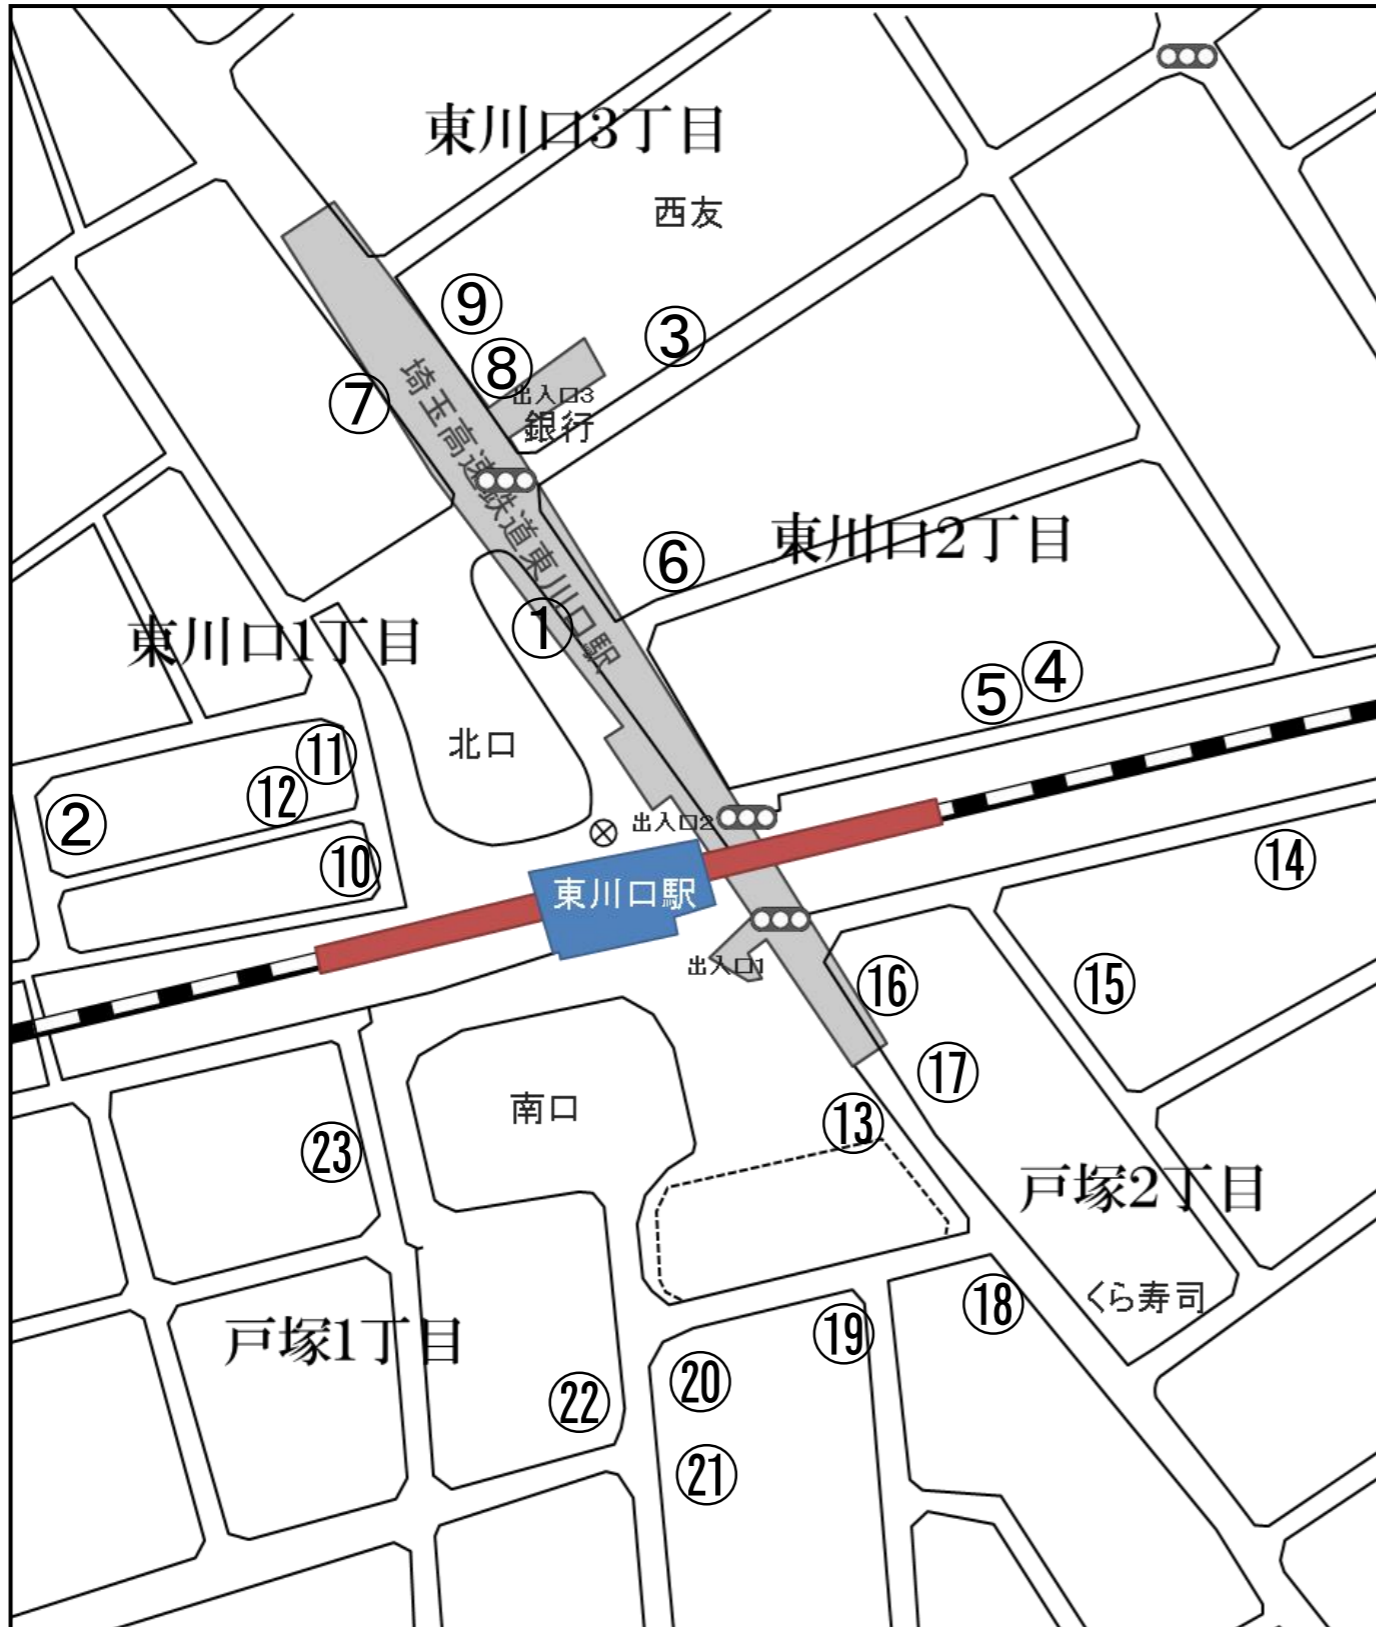 東川口3丁目
西友
⑨
③
⑧
⑦
出入口3
銀行
埼玉高速鉄道東川口駅
東川口2丁目
⑥
①
東川口1丁目
④
⑤
北口
⑪
⑫
②
出入口2
⑩
⑭
東川口駅
出入口1
⑯
⑮
⑰
南口
⑬
㉓
戸塚2丁目
くら寿司
⑱
戸塚1丁目
⑲
⑳
㉒
㉑